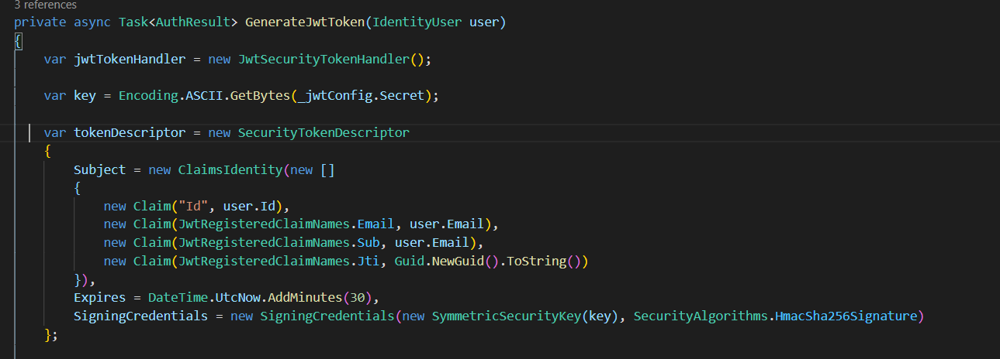 3 references
private async Task<AuthResult> GenerateJwtToken(IdentityUser user)
{
    var jwtTokenHandler = new JwtSecurityTokenHandler();
    var key = Encoding.ASCII.GetBytes(_jwtConfig.Secret);
    var tokenDescriptor = new SecurityTokenDescriptor
    {
        Subject = new ClaimsIdentity(new []
        {
            new Claim("Id", user.Id),
            new Claim(JwtRegisteredClaimNames.Email, user.Email),
            new Claim(JwtRegisteredClaimNames.Sub, user.Email),
            new Claim(JwtRegisteredClaimNames.Jti, Guid.NewGuid().ToString())
        }),
        Expires = DateTime.UtcNow.AddMinutes(30),
        SigningCredentials = new SigningCredentials(new SymmetricSecurityKey(key), SecurityAlgorithms.HmacSha256Signature)
    };